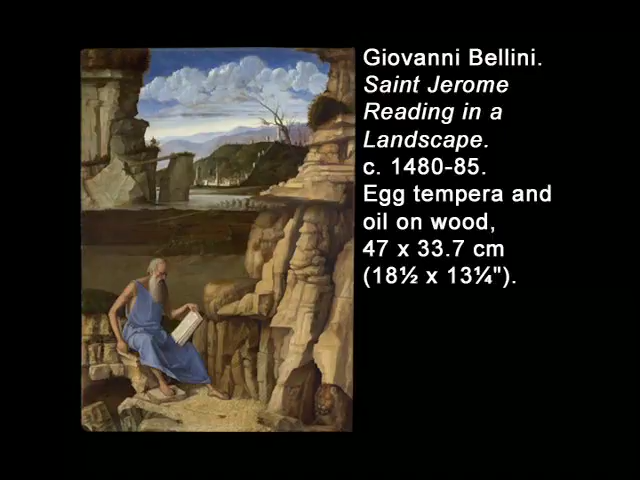 Giovanni Bellini.
Saint Jerome
Reading in a
Landscape.
c. 1480-85.
Egg tempera and
oil on wood,
47 x 33.7 cm
(18½ x 13¼").